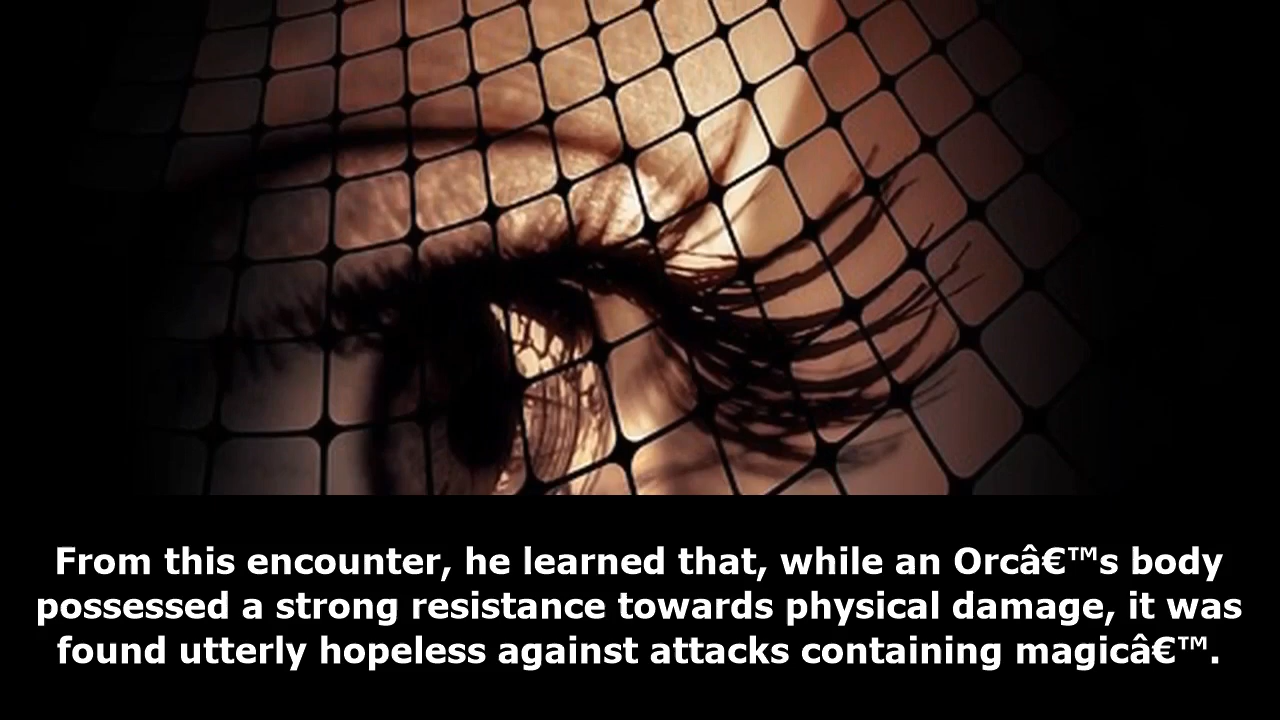 From this encounter, he learned that, while an Orcâ€™s body
possessed a strong resistance towards physical damage, it was
found utterly hopeless against attacks containing magicâ€™.